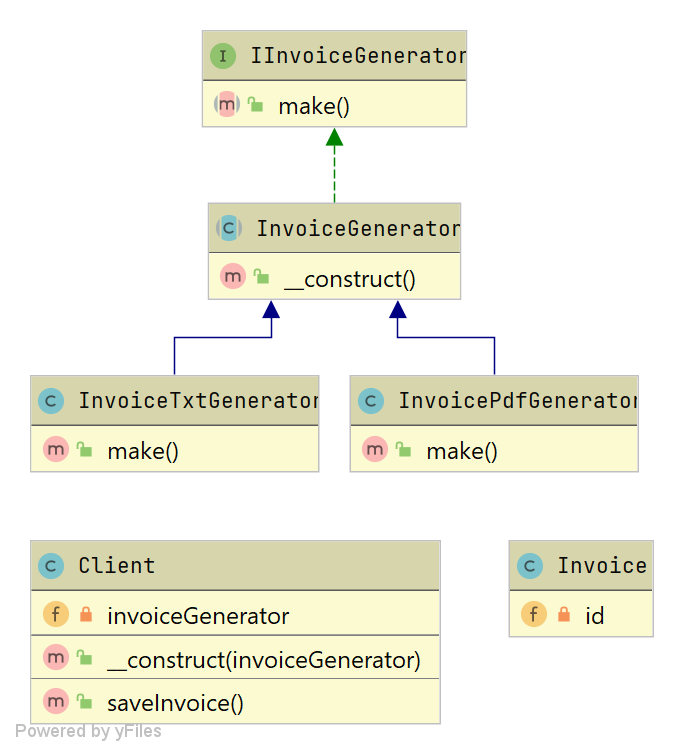 I IInvoiceGenerator
m make()
C InvoiceGenerator
m __construct()
C InvoiceTxtGenerator
m make()
C InvoicePdfGenerator
m make()
C Client
f invoiceGenerator
m __construct(invoiceGenerator)
m saveInvoice()
C Invoice
f id
Powered by yFiles